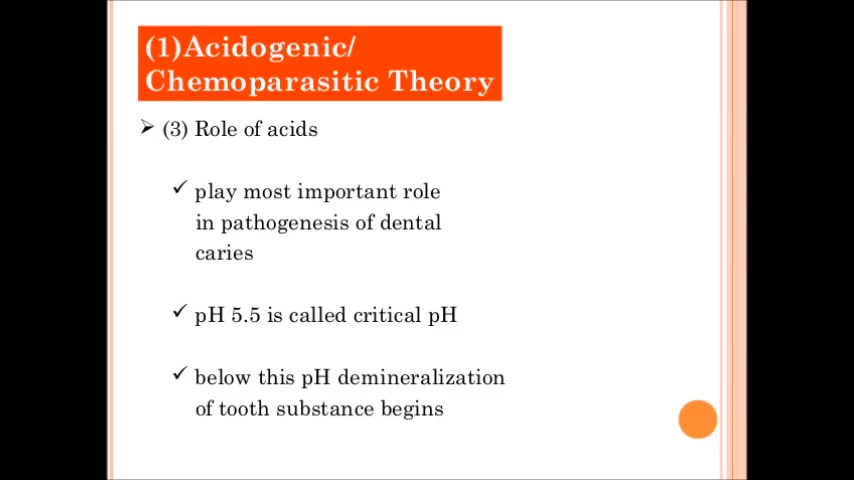 (1)Acidogenic/
Chemoparasitic Theory
(3) Role of acids
play most important role
in pathogenesis of dental
caries
pH 5.5 is called critical pH
below this pH demineralization
of tooth substance begins